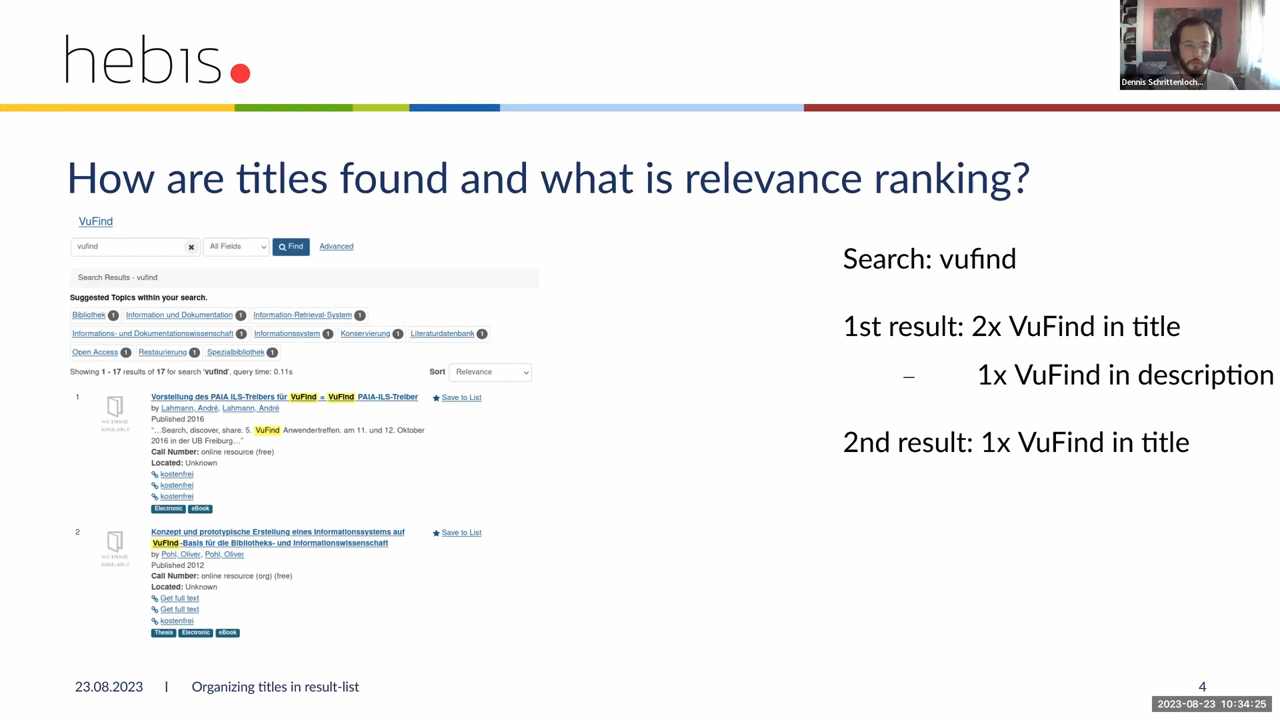 hebis.
Dennis Schrittenloch...
How are titles found and what is relevance ranking?
VuFind
vufind
All Fields
Find
Advanced
Search Results - vufind
Suggested Topics within your search.
Bibliothek 1 Information und Dokumentation 1 Information-Retrieval-System 1
Informations- und Dokumentationswissenschaft 1 Informationssystem 1 Konservierung 1 Literaturdatenbank 1
Open Access 1 Restaurierung 1 Spezialbibliothek 1
Showing 1 - 17 results of 17 for search 'vufind', query time: 0.11s
Sort Relevance
1
NO IMAGE
AVAILABLE
Vorstellung des PAIA ILS-Treibers für VuFind = VuFind PAIA-ILS-Treiber
by Lahmann, André, Lahmann, André
Published 2016
"...Search, discover, share. 5. VuFind Anwendertreffen. am 11. und 12. Oktober
2016 in der UB Freiburg..."
Call Number: online resource (free)
Located: Unknown
kostenfrei
kostenfrei
kostenfrei
Electronic eBook
Save to List
2
NO IMAGE
AVAILABLE
Konzept und prototypische Erstellung eines Informationssystems auf
VuFind-Basis für die Bibliotheks- und Informationswissenschaft
by Pohl, Oliver, Pohl, Oliver
Published 2012
Call Number: online resource (org) (free)
Located: Unknown
Get full text
Get full text
kostenfrei
Thesis Electronic eBook
Save to List
Search: vufind
1st result: 2x VuFind in title
– 1x VuFind in description
2nd result: 1x VuFind in title
23.08.2023 | Organizing titles in result-list
4
2023-08-23 10:34:25